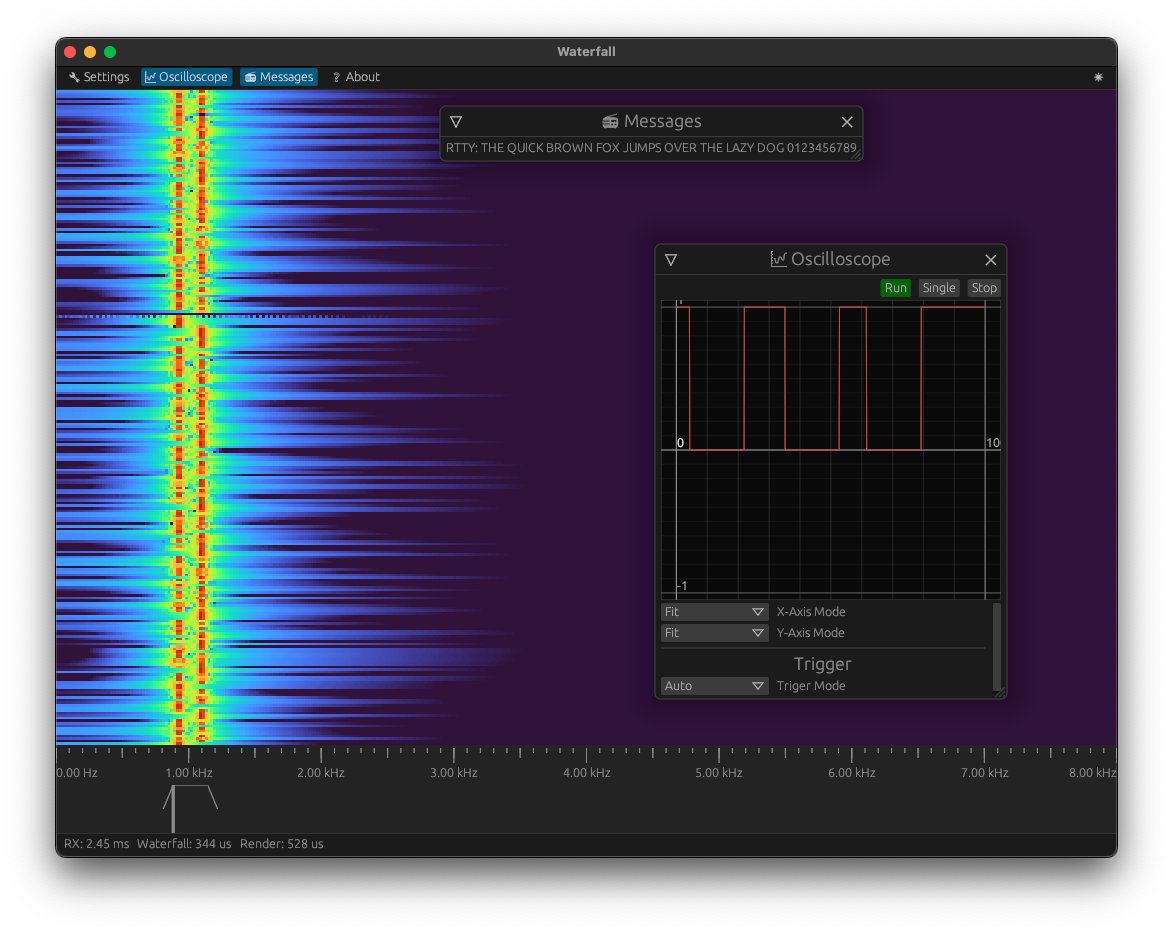 Waterfall
Settings Oscilloscope Messages ? About
Messages
RTTY: THE QUICK BROWN FOX JUMPS OVER THE LAZY DOG 0123456789
Oscilloscope
Run Single Stop
1
0 10
-1
Fit X-Axis Mode
Fit Y-Axis Mode
Trigger
Auto Triger Mode
0.00 Hz 1.00 kHz 2.00 kHz 3.00 kHz 4.00 kHz 5.00 kHz 6.00 kHz 7.00 kHz 8.00 kHz
RX: 2.45 ms Waterfall: 344 us Render: 528 us